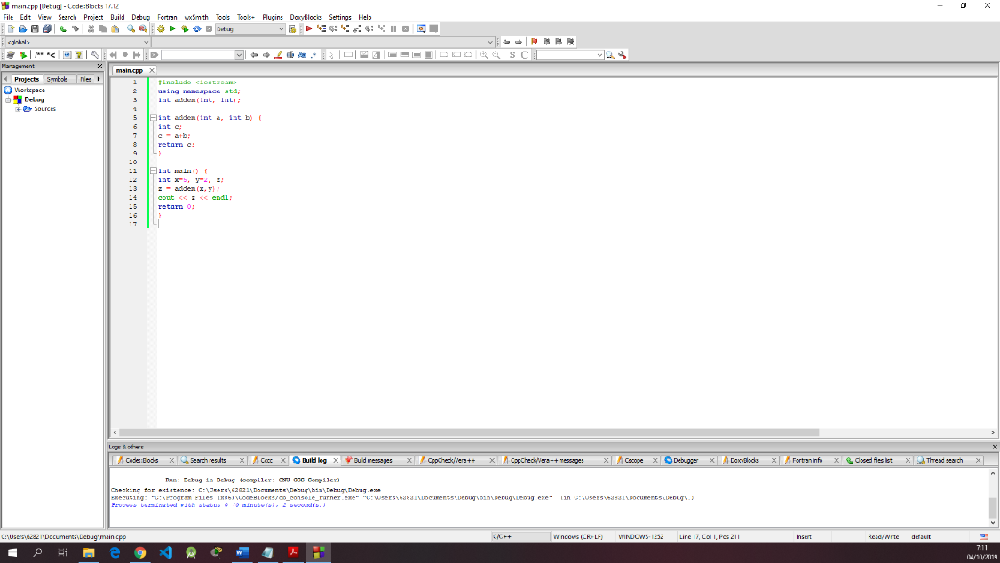 main.cpp [Debug] - Code::Blocks 17.12
File Edit View Search Project Build Debug Fortran wxSmith Tools Tools+ Plugins DoxyBlocks Settings Help
Debug
<global>
/** *<
Management
main.cpp
Projects Symbols Files
Workspace
Debug
Sources
1 #include <iostream>
2 using namespace std;
3 int addem(int, int);
4
5 int addem(int a, int b) {
6 int c;
7 c = a+b;
8 return c;
9 }
10
11 int main() {
12 int x=5, y=2, z;
13 z = addem(x,y);
14 cout << z << endl;
15 return 0;
16 }
17
Logs & others
Code::Blocks Search results Cccc Build log Build messages CppCheck/Vera++ CppCheck/Vera++ messages Cscope Debugger DoxyBlocks Fortran info Closed files list Thread search
-------------- Run: Debug in Debug (compiler: GNU GCC Compiler)---------------
Checking for existence: C:\Users\62821\Documents\Debug\bin\Debug\Debug.exe
Executing: "C:\Program Files (x86)\CodeBlocks/cb_console_runner.exe" "C:\Users\62821\Documents\Debug\bin\Debug\Debug.exe" (in C:\Users\62821\Documents\Debug\.)
Process terminated with status 0 (0 minute(s), 2 second(s))
C:\Users\62821\Documents\Debug\main.cpp C/C++ Windows (CR+LF) WINDOWS-1252 Line 17, Col 1, Pos 211 Insert Read/Write default
7:11
04/10/2019